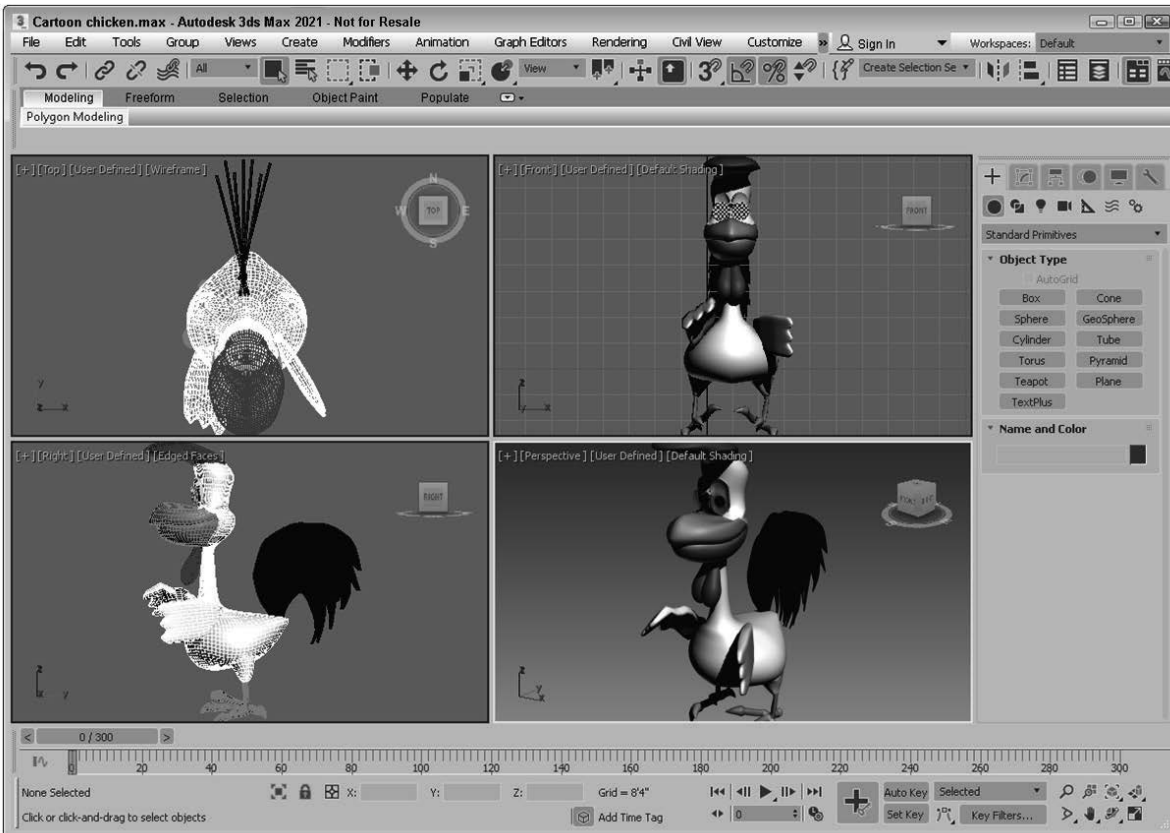 Cartoon chicken.max - Autodesk 3ds Max 2021 - Not for Resale
File Edit Tools Group Views Create Modifiers Animation Graph Editors Rendering Civil View Customize » Sign In Workspaces: Default
All View Create Selection Se
Modeling Freeform Selection Object Paint Populate
Polygon Modeling
[+] [Top] [User Defined] [Wireframe]
N
W TOP E
S
y
z x
[+] [Front] [User Defined] [Default Shading]
FRONT
z
y x
Standard Primitives
Object Type
AutoGrid
Box Cone
Sphere GeoSphere
Cylinder Tube
Torus Pyramid
Teapot Plane
TextPlus
Name and Color
[+] [Right] [User Defined] [Edged Faces]
RIGHT
z
x y
[+] [Perspective] [User Defined] [Default Shading]
z
y
x
< 0 / 300 >
0 20 40 60 80 100 120 140 160 180 200 220 240 260 280 300
None Selected X: Y: Z: Grid = 8'4" Auto Key Selected
Click or click-and-drag to select objects Add Time Tag 0 Set Key Key Filters...